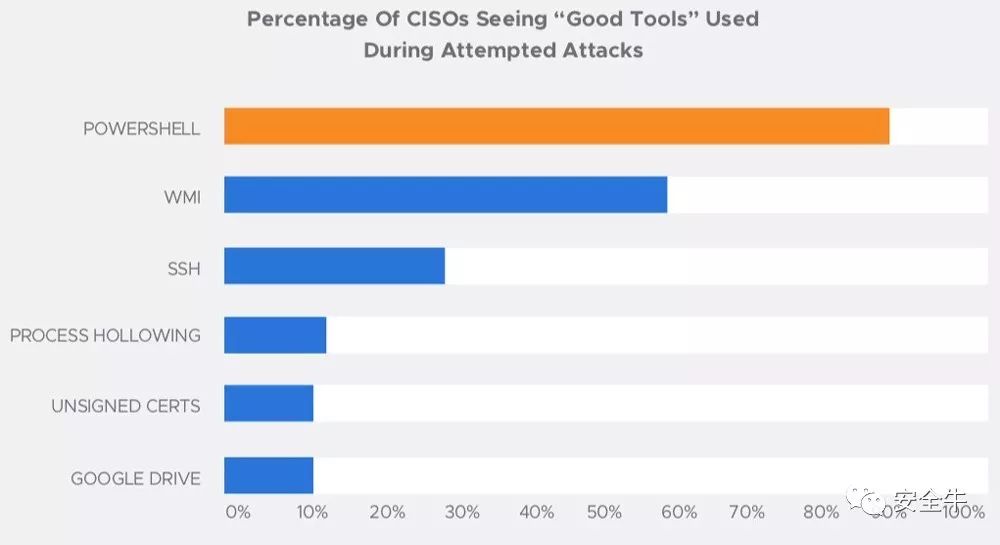 Percentage Of CISOs Seeing “Good Tools” Used
During Attempted Attacks
POWERSHELL
WMI
SSH
PROCESS HOLLOWING
UNSIGNED CERTS
GOOGLE DRIVE
0% 10% 20% 30% 40% 50% 60% 70% 80% 90% 100%
安全牛